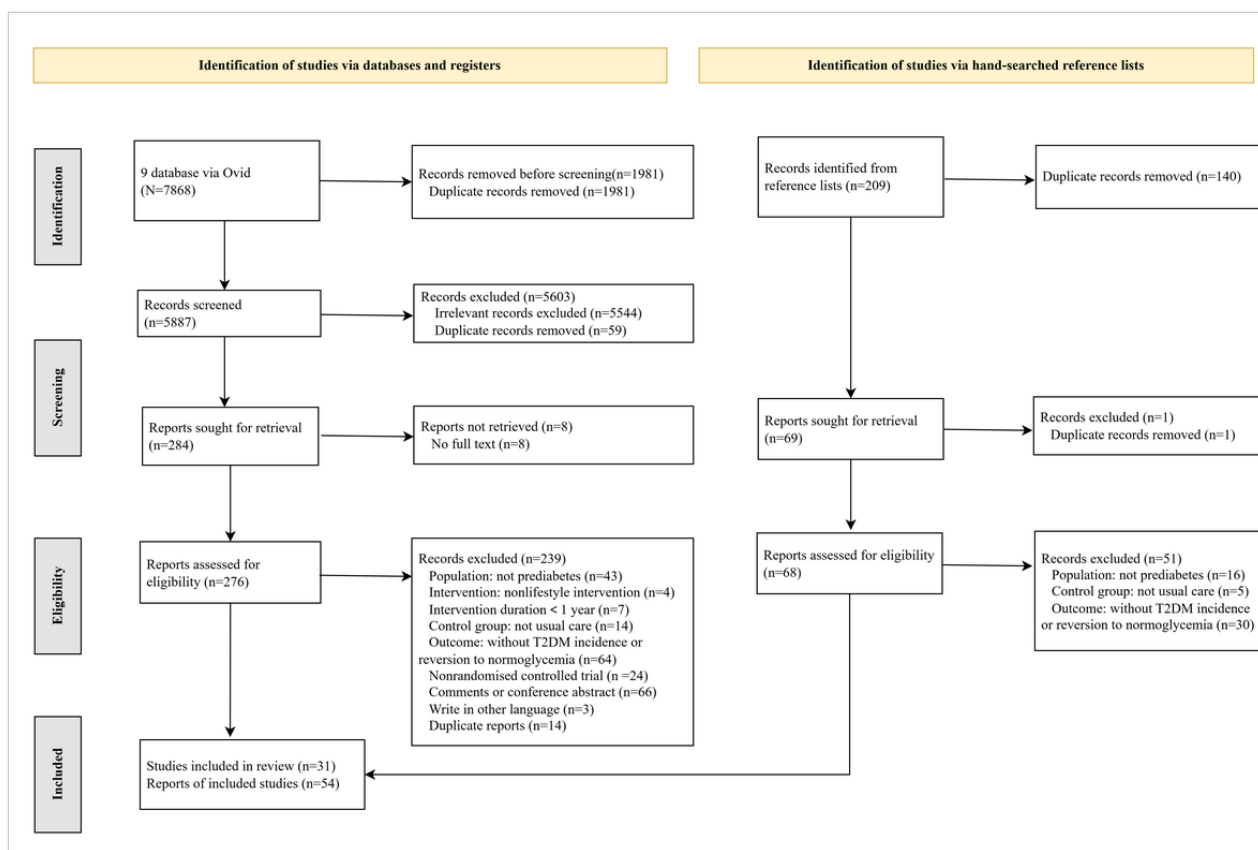 Identification of studies via databases and registers
Identification of studies via hand-searched reference lists
Identification
9 database via Ovid
(N=7868)
Records removed before screening(n=1981)
Duplicate records removed (n=1981)
Records identified from
reference lists (n=209)
Duplicate records removed (n=140)
Screening
Records screened
(n=5887)
Records excluded (n=5603)
Irrelevant records excluded (n=5544)
Duplicate records removed (n=59)
Reports sought for retrieval
(n=284)
Reports not retrieved (n=8)
No full text (n=8)
Reports sought for retrieval
(n=69)
Records excluded (n=1)
Duplicate records removed (n=1)
Eligibility
Reports assessed for
eligibility (n=276)
Records excluded (n=239)
Population: not prediabetes (n=43)
Intervention: nonlifestyle intervention (n=4)
Intervention duration < 1 year (n=7)
Control group: not usual care (n=14)
Outcome: without T2DM incidence or
reversion to normoglycemia (n=64)
Nonrandomised controlled trial (n =24)
Comments or conference abstract (n=66)
Write in other language (n=3)
Duplicate reports (n=14)
Reports assessed for eligibility
(n=68)
Records excluded (n=51)
Population: not prediabetes (n=16)
Control group: not usual care (n=5)
Outcome: without T2DM incidence
or reversion to normoglycemia (n=30)
Included
Studies included in review (n=31)
Reports of included studies (n=54)